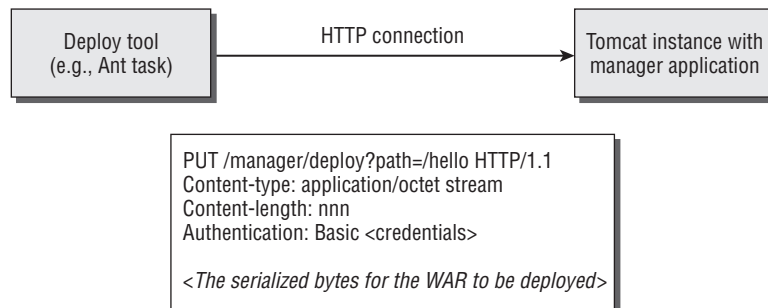 Deploy tool
(e.g., Ant task)
HTTP connection
Tomcat instance with
manager application
PUT /manager/deploy?path=/hello HTTP/1.1
Content-type: application/octet stream
Content-length: nnn
Authentication: Basic <credentials>
<The serialized bytes for the WAR to be deployed>